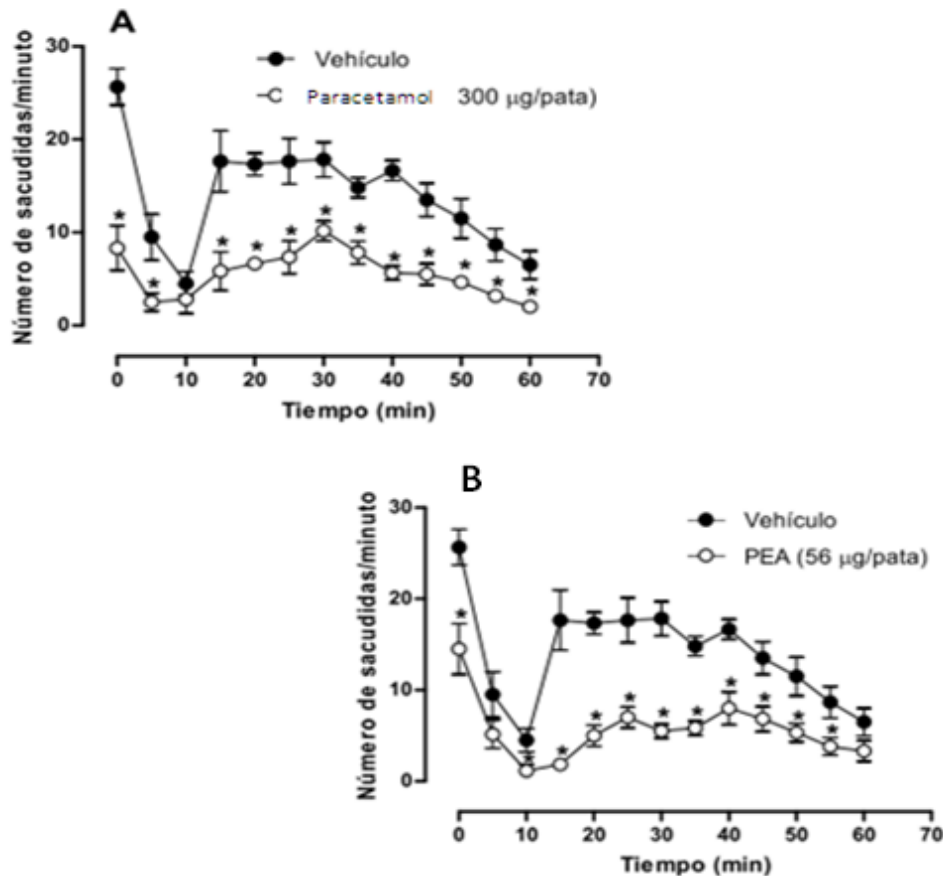 A
Número de sacudidas/minuto
30
20
10
0
Vehículo
Paracetamol 300 µg/pata)
*
*
*
*
*
*
*
*
*
*
*
*
0 10 20 30 40 50 60 70
Tiempo (min)
B
Número de sacudidas/minuto
30
20
10
0
Vehículo
PEA (56 µg/pata)
*
*
*
*
*
*
*
*
*
*
*
0 10 20 30 40 50 60 70
Tiempo (min)